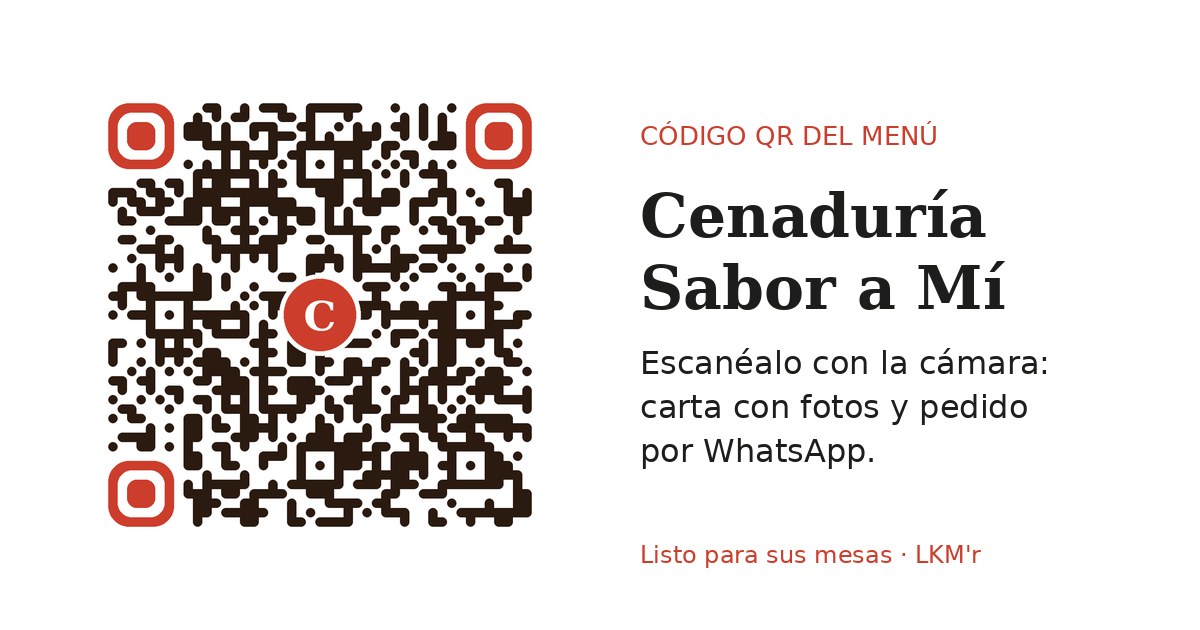 C
CÓDIGO QR DEL MENÚ
Cenaduría
Sabor a Mí
Escanéalo con la cámara:
carta con fotos y pedido
por WhatsApp.
Listo para sus mesas · LKM'r